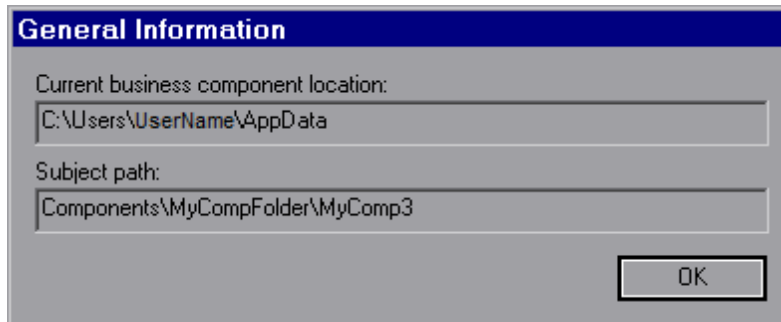 General Information
Current business component location:
C:\Users\UserName\AppData
Subject path:
Components\MyCompFolder\MyComp3
OK